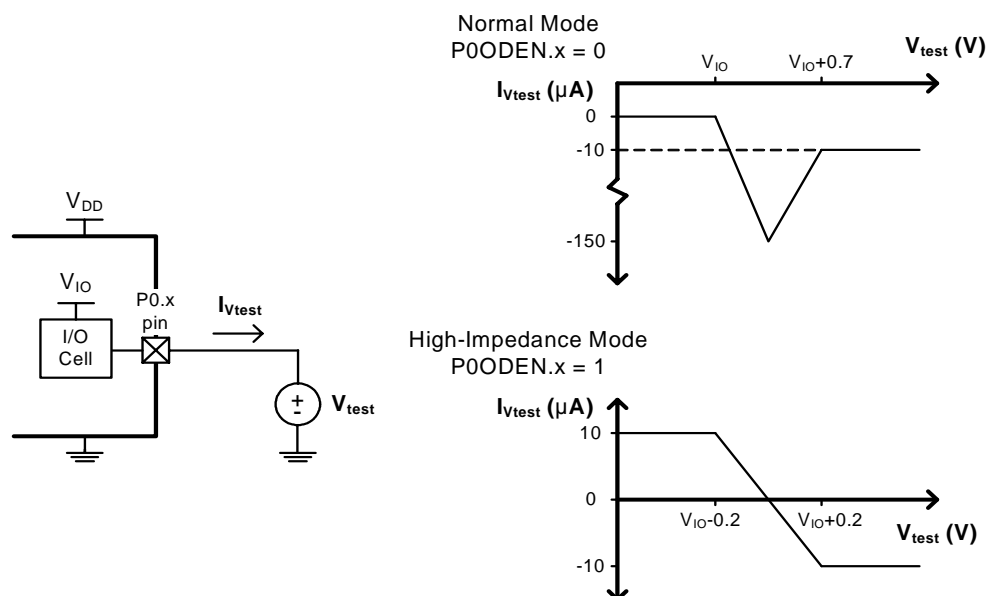 Normal Mode
P0ODEN.x = 0
V_IO
V_IO+0.7
V_test (V)
I_Vtest (µA)
0
-10
-150
V_DD
V_IO
I/O
Cell
P0.x
pin
I_Vtest
+
-
V_test
High-Impedance Mode
P0ODEN.x = 1
I_Vtest (µA)
10
0
-10
V_IO-0.2
V_IO+0.2
V_test (V)